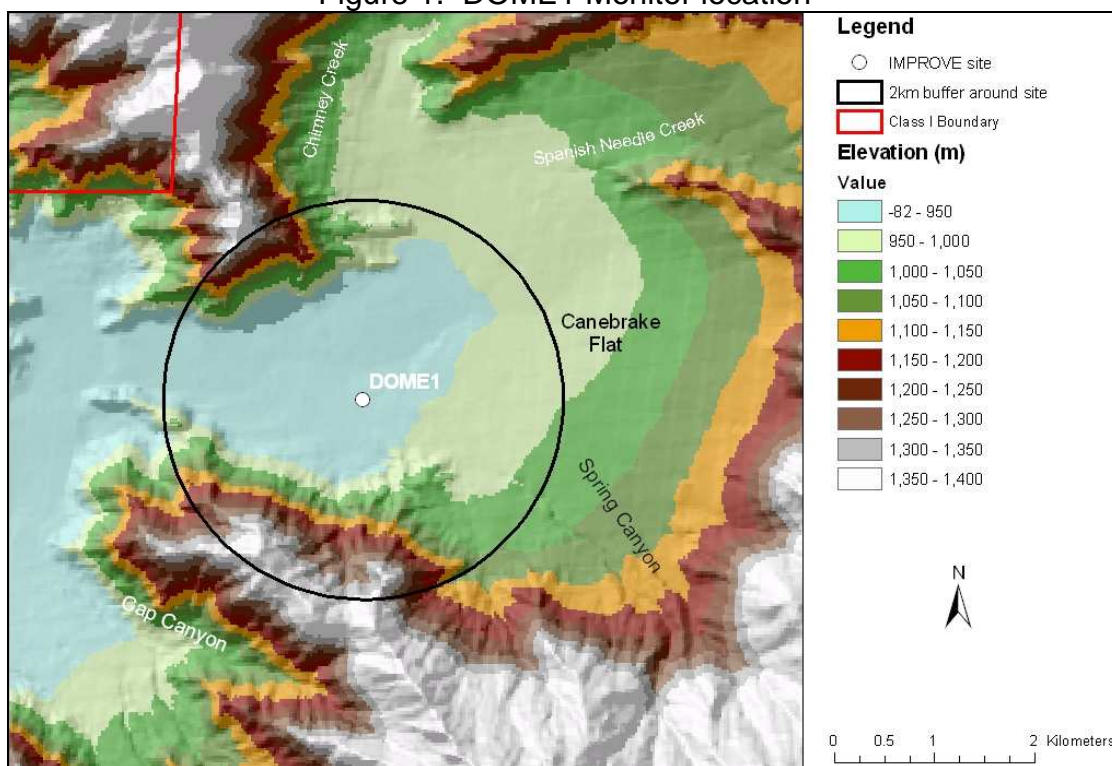 Figure 1. DOME1 Monitor location
Chimney Creek
Spanish Needle Creek
Canebrake
Flat
DOME1
Spring Canyon
Gap Canyon
Legend
IMPROVE site
2km buffer around site
Class I Boundary
Elevation (m)
Value
-82 - 950
950 - 1,000
1,000 - 1,050
1,050 - 1,100
1,100 - 1,150
1,150 - 1,200
1,200 - 1,250
1,250 - 1,300
1,300 - 1,350
1,350 - 1,400
N
0 0.5 1 2 Kilometers